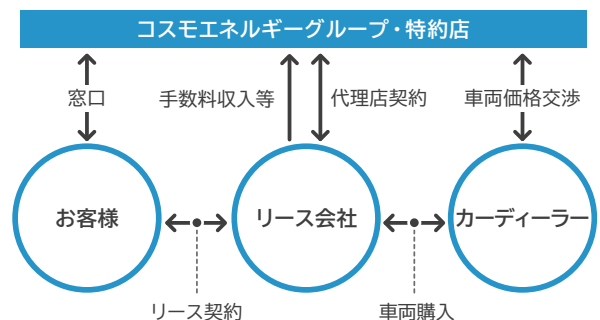 コスモエネルギーグループ・特約店
窓口
手数料収入等
代理店契約
車両価格交渉
お客様
リース会社
カーディーラー
リース契約
車両購入